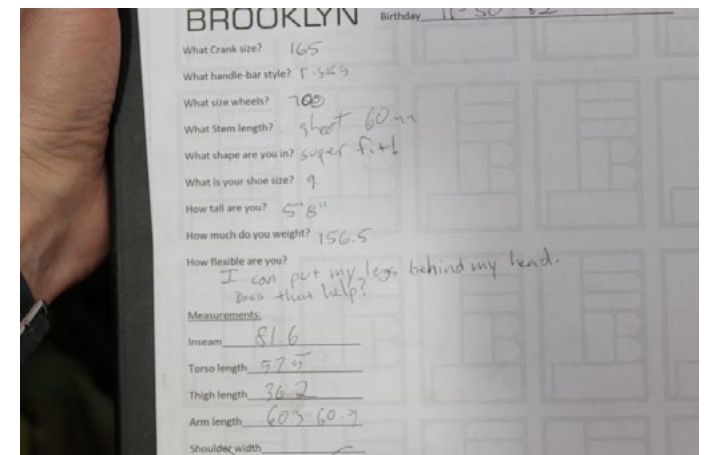 BROOKLYN Birthday
What Crank size? 165
What handle-bar style? risers
What size wheels? 700
What Stem length? short 60mm
What shape are you in? super fit!
What is your shoe size? 9
How tall are you? 5'8"
How much do you weight? 156.5
How flexible are you?
I can put my legs behind my head.
Does that help?
Measurements:
Inseam 81.6
Torso length 57.5
Thigh length 36.2
Arm length 60.5 60.9
Shoulder width